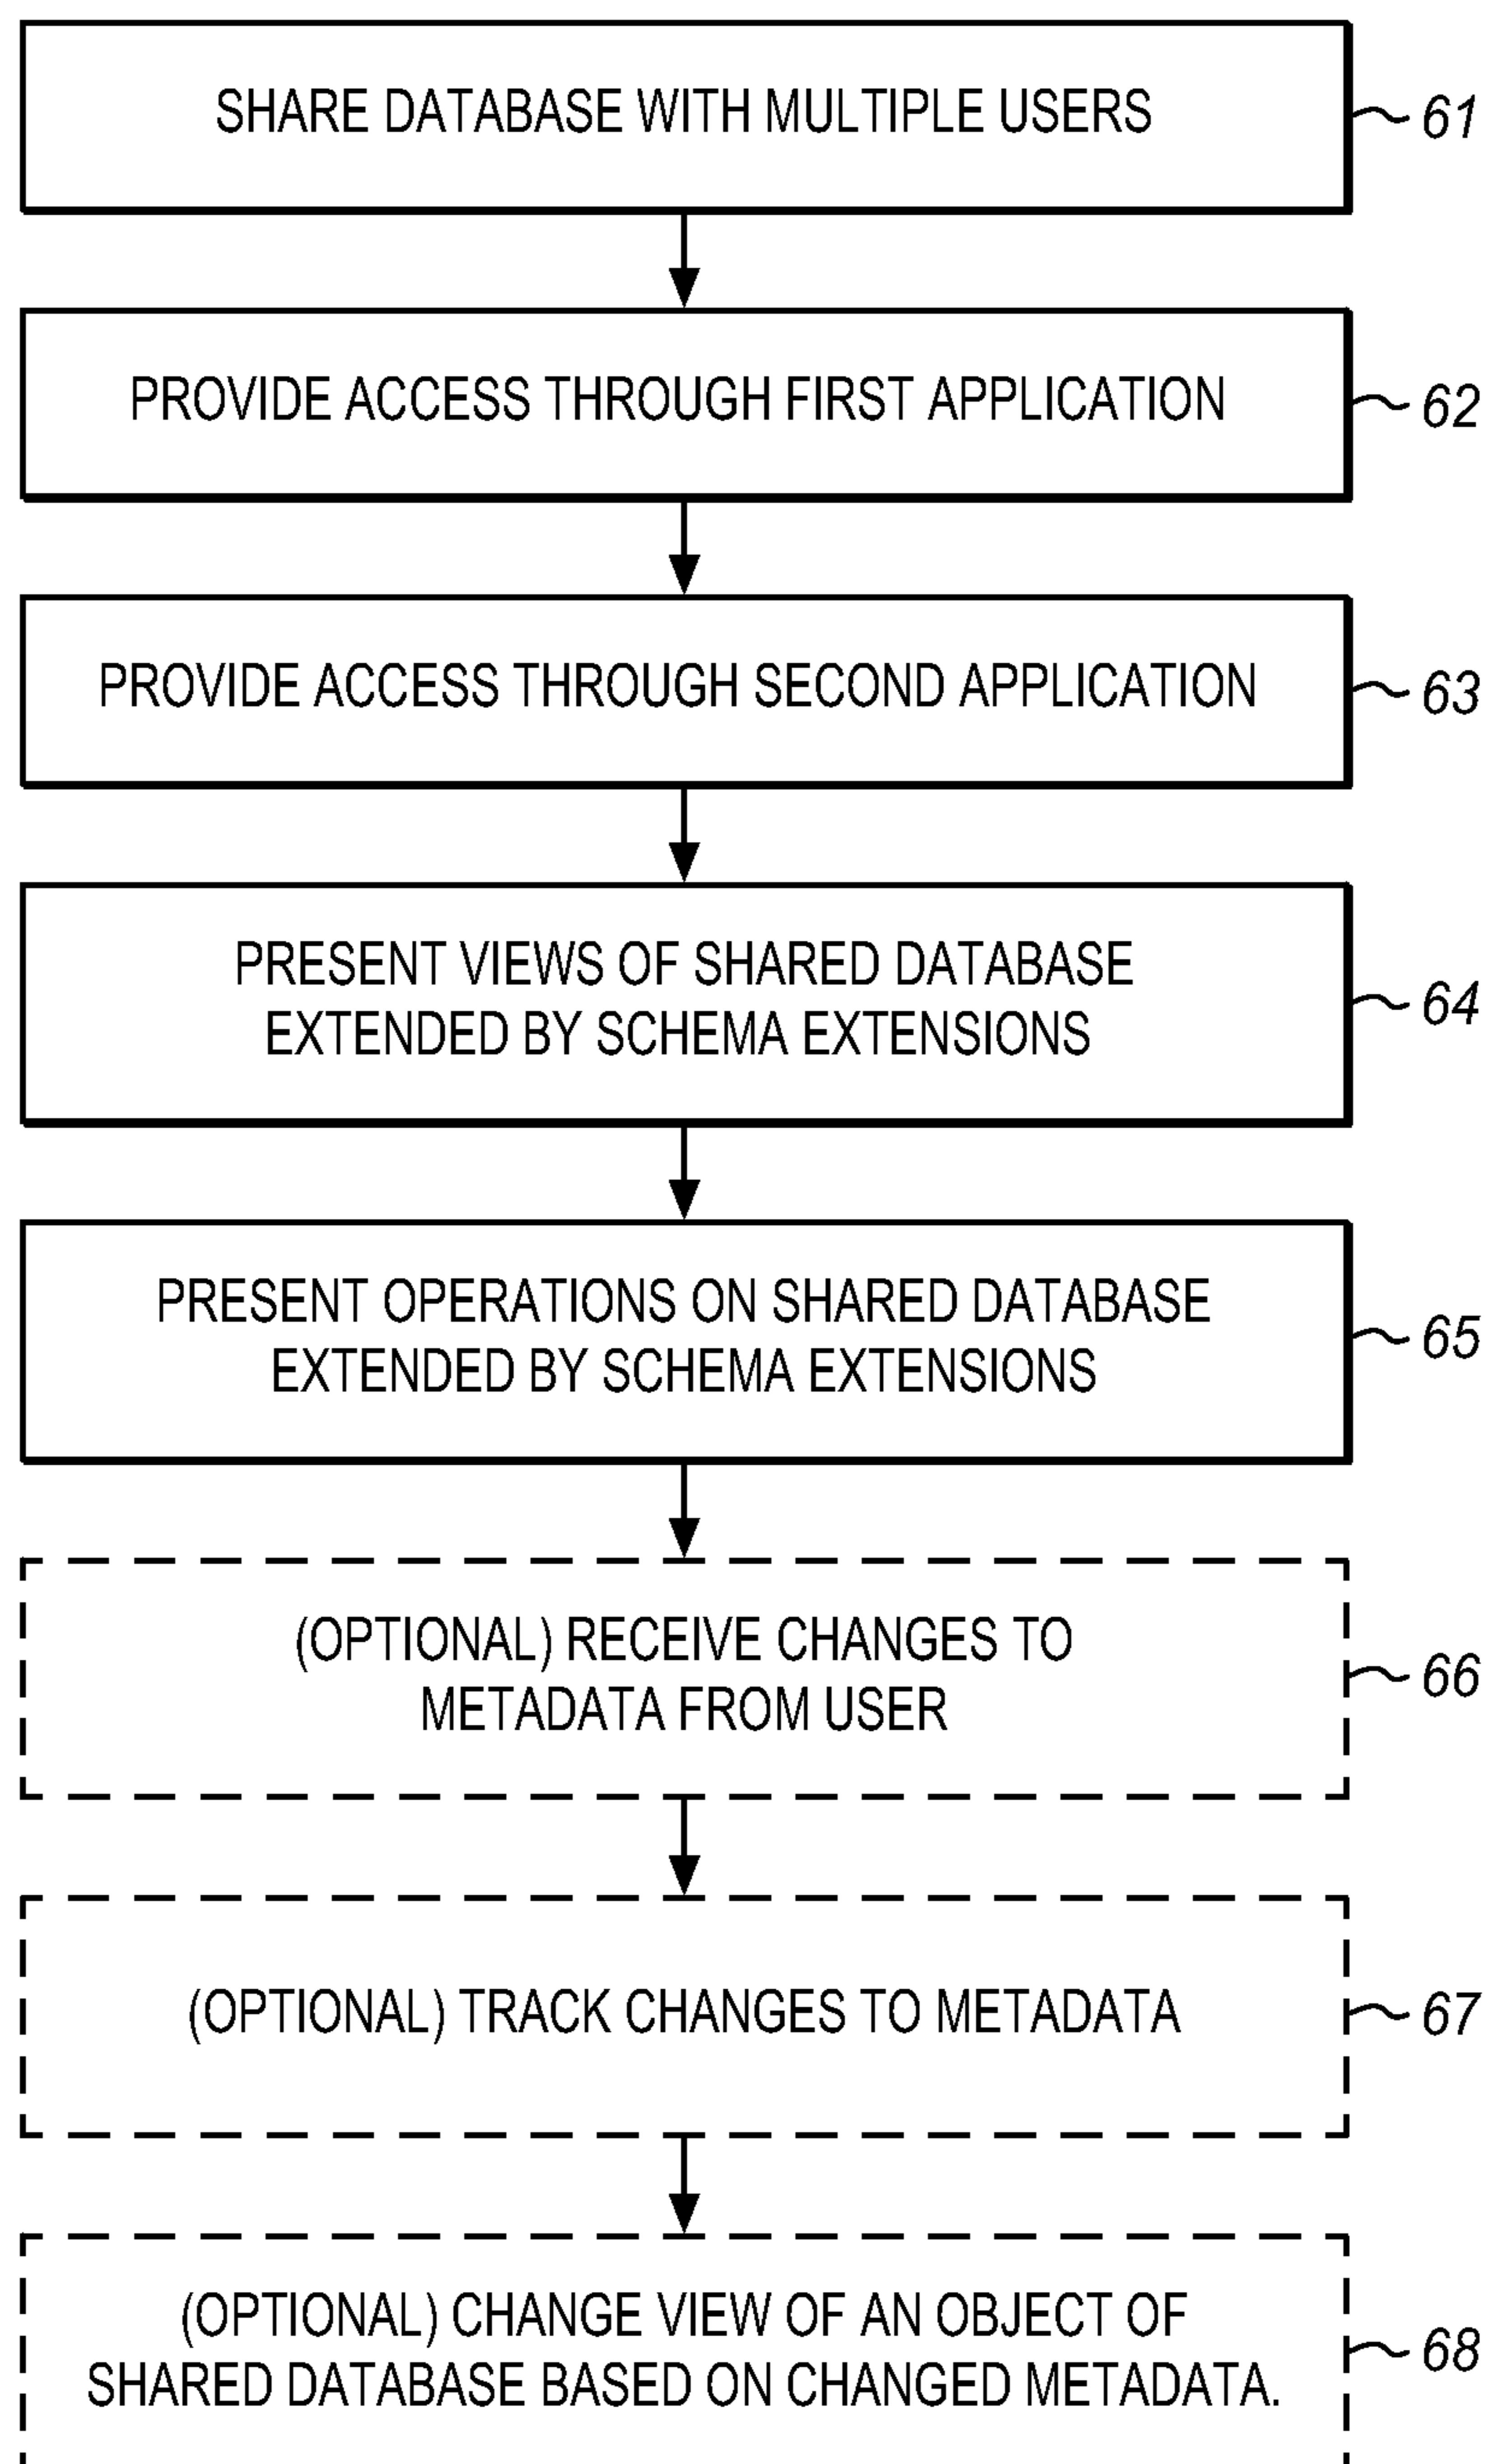 SHARE DATABASE WITH MULTIPLE USERS
61
PROVIDE ACCESS THROUGH FIRST APPLICATION
62
PROVIDE ACCESS THROUGH SECOND APPLICATION
63
PRESENT VIEWS OF SHARED DATABASE
EXTENDED BY SCHEMA EXTENSIONS
64
PRESENT OPERATIONS ON SHARED DATABASE
EXTENDED BY SCHEMA EXTENSIONS
65
(OPTIONAL) RECEIVE CHANGES TO
METADATA FROM USER
66
(OPTIONAL) TRACK CHANGES TO METADATA
67
(OPTIONAL) CHANGE VIEW OF AN OBJECT OF
SHARED DATABASE BASED ON CHANGED METADATA.
68